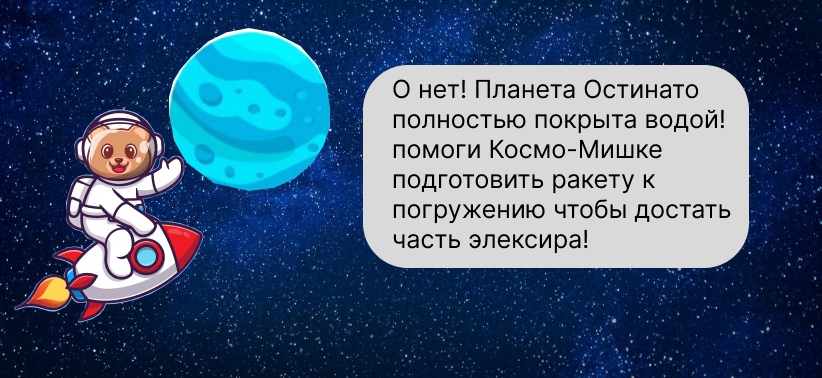 О нет! Планета Остинато
полностью покрыта водой!
помоги Космо-Мишке
подготовить ракету к
погружению чтобы достать
часть элексира!